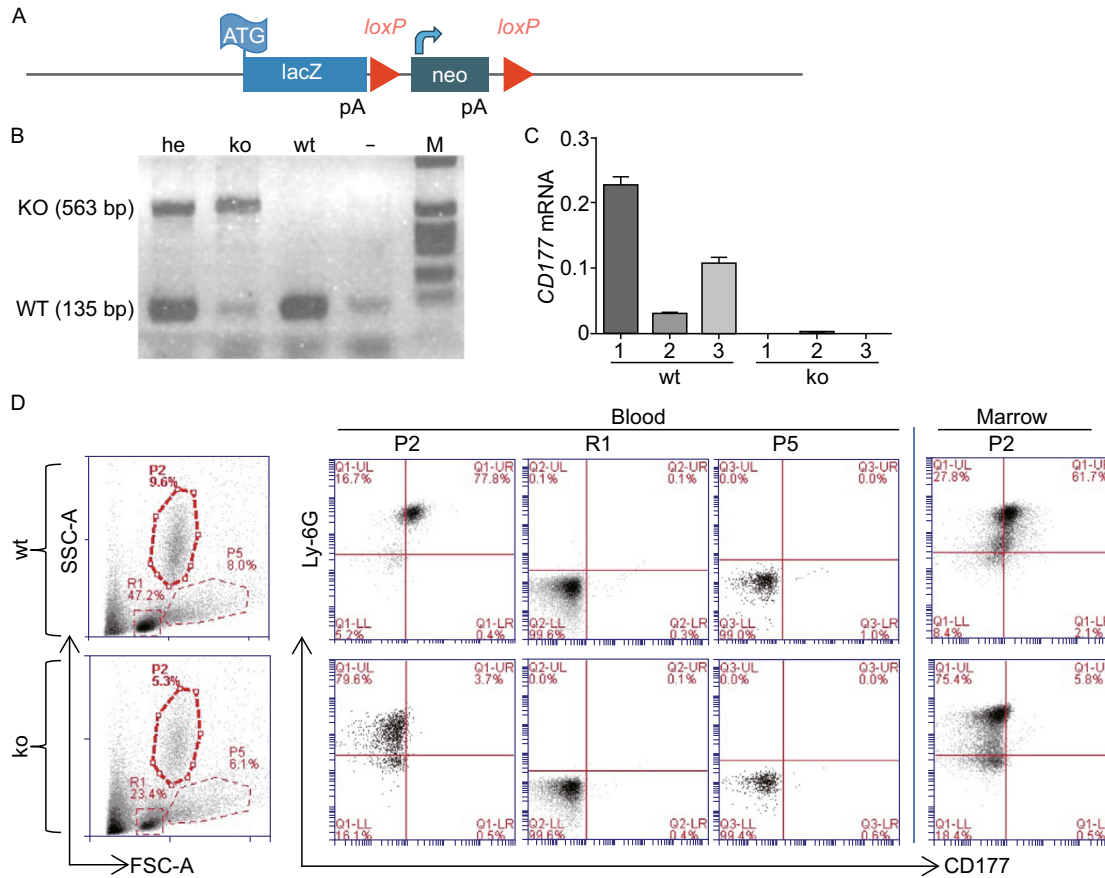 A
ATG
loxP
loxP
lacZ
neo
pA
pA
B
he ko wt – M
KO (563 bp)
WT (135 bp)
C
CD177 mRNA
0.3
0.2
0.1
0
1 2 3 1 2 3
wt ko
D
Blood
Marrow
P2 R1 P5 P2
wt
SSC-A
P2
9.6%
P5
8.0%
R1
47.2%
Ly-6G
Q1-UL Q1-UR
16.7% 77.8%
Q1-LL Q1-LR
5.2% 0.4%
Q2-UL Q2-UR
0.1% 0.1%
Q2-LL Q2-LR
99.6% 0.3%
Q3-UL Q3-UR
0.0% 0.0%
Q3-LL Q3-LR
99.0% 1.0%
Q1-UL Q1-UR
27.8% 61.7%
Q1-LL Q1-LR
8.4% 2.1%
ko
P2
5.3%
P5
6.1%
R1
23.4%
Q1-UL Q1-UR
79.6% 3.7%
Q1-LL Q1-LR
16.1% 0.5%
Q2-UL Q2-UR
0.0% 0.1%
Q2-LL Q2-LR
99.6% 0.4%
Q3-UL Q3-UR
0.0% 0.0%
Q3-LL Q3-LR
99.4% 0.6%
Q1-UL Q1-UR
75.4% 5.8%
Q1-LL Q1-LR
18.4% 0.5%
FSC-A
CD177